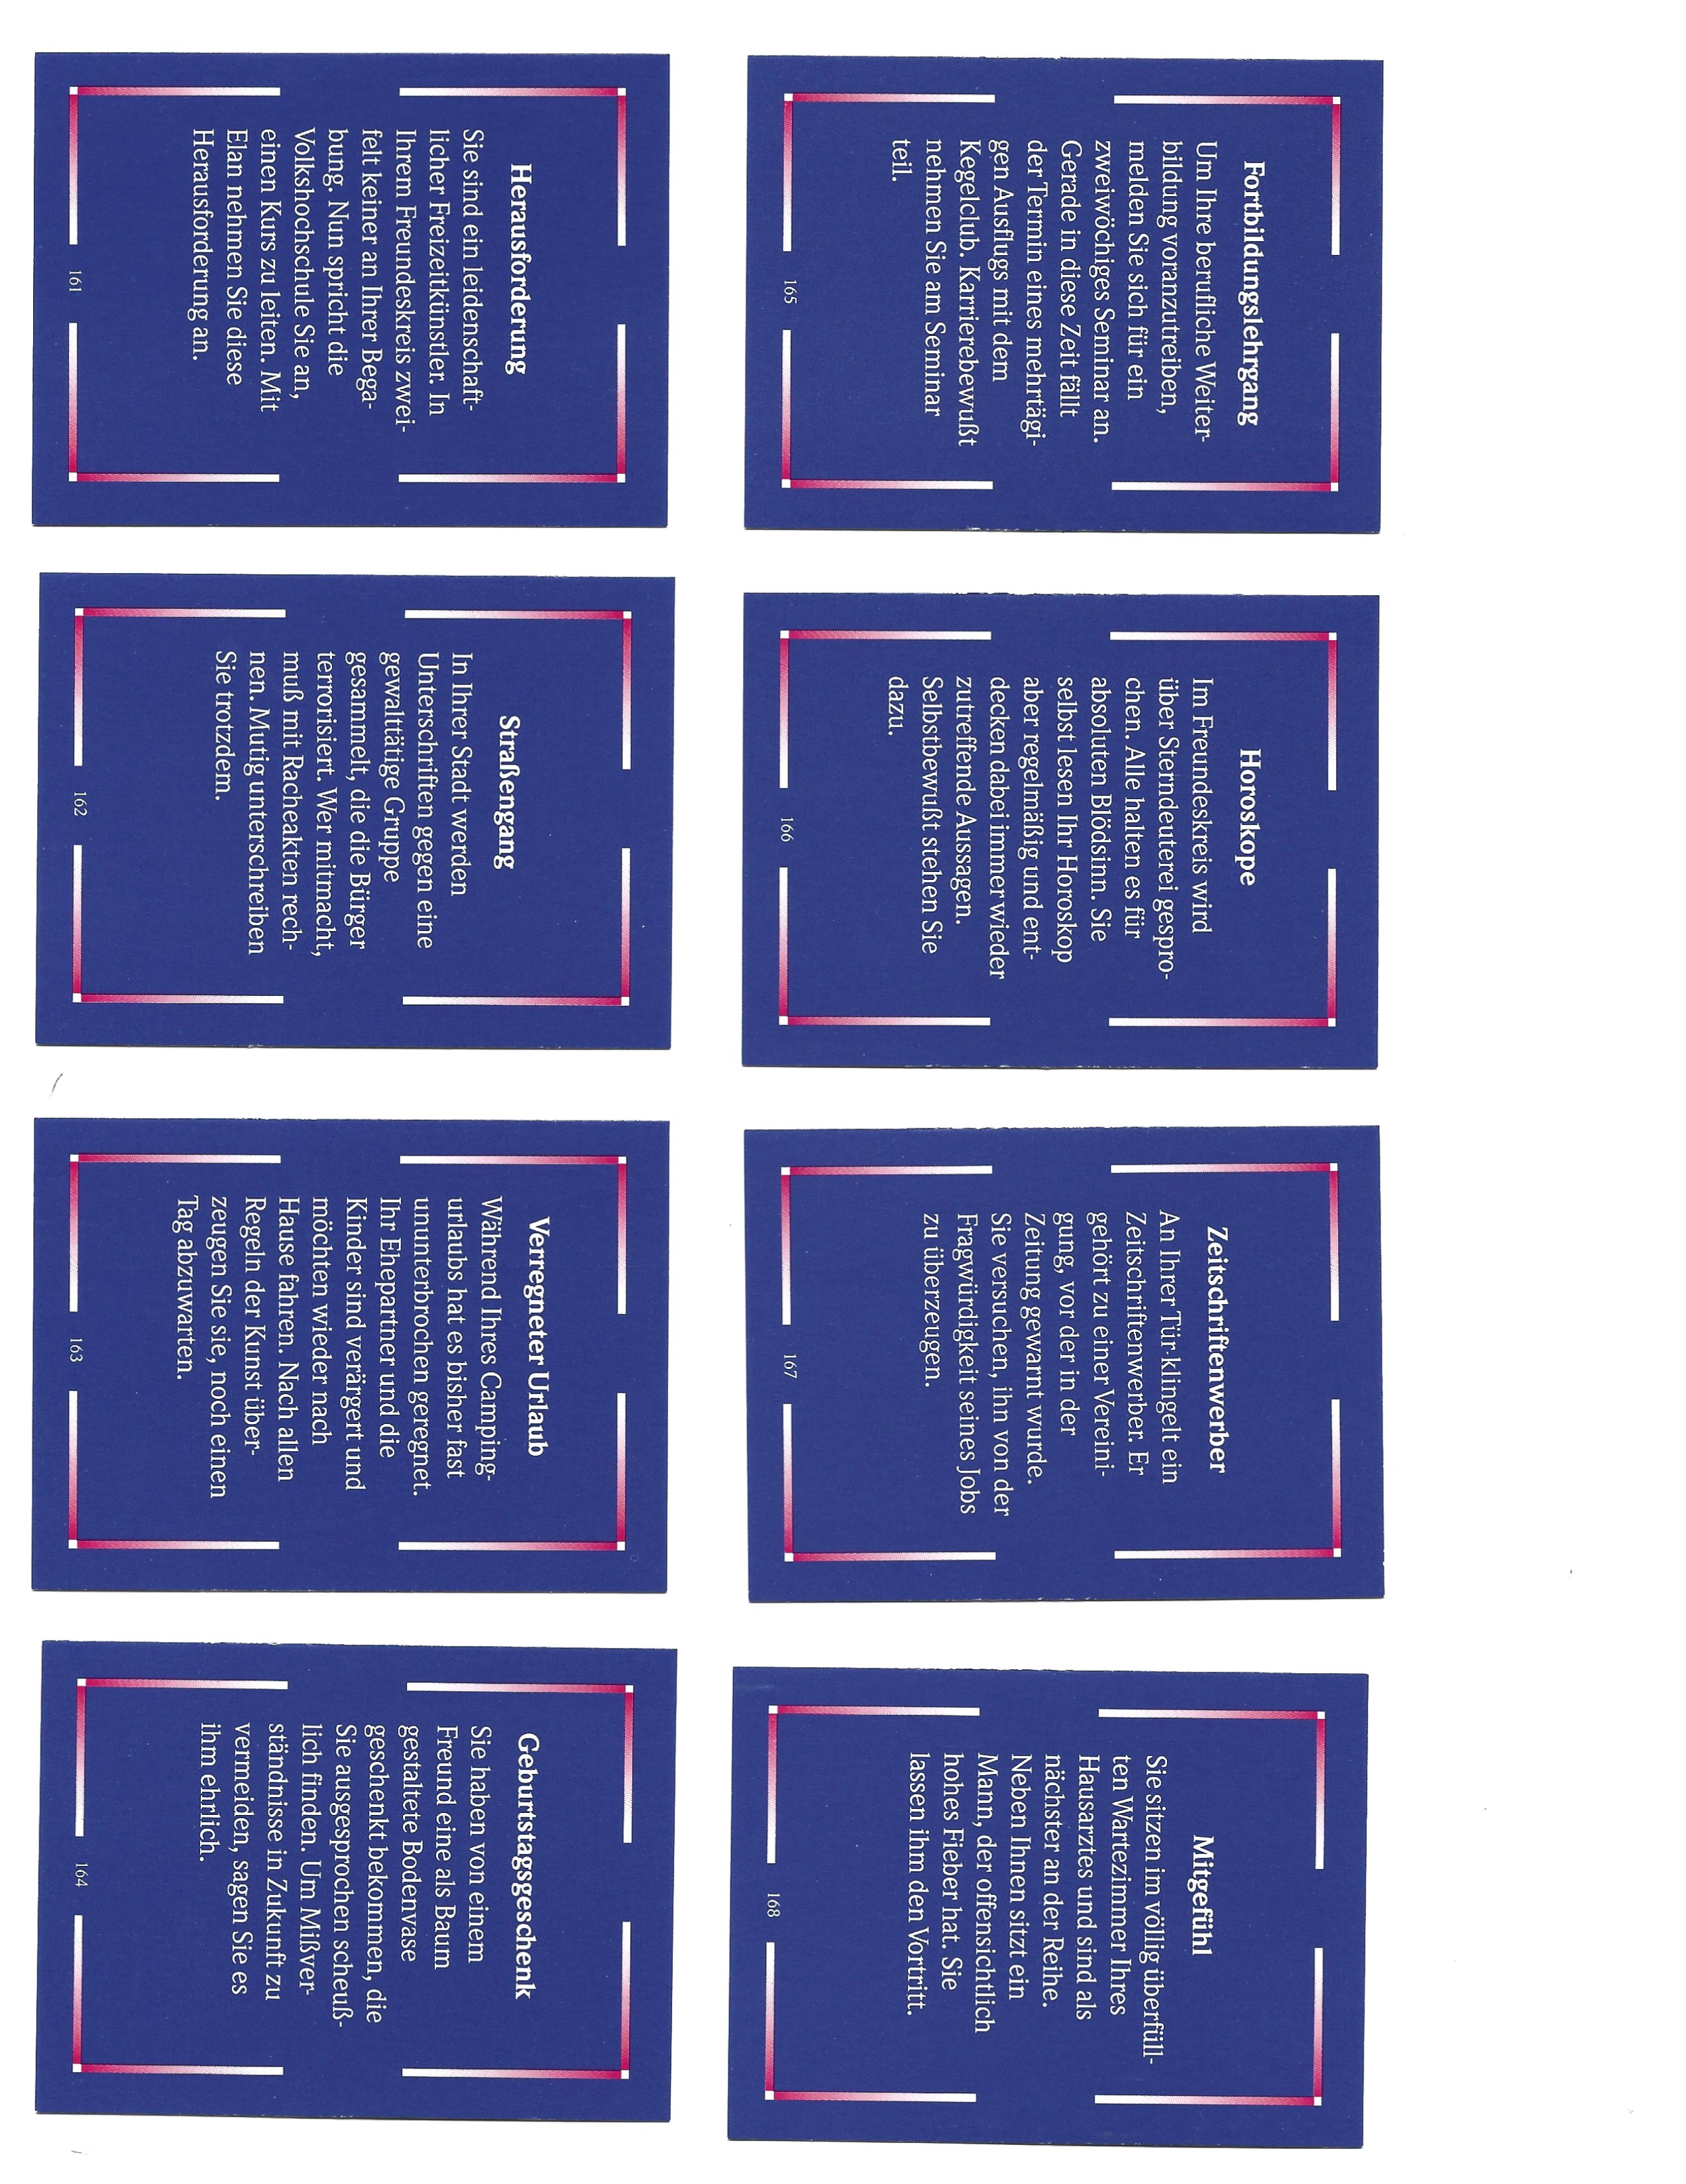 Herausforderung
Sie sind ein leidenschaft-
licher Freizeitkünstler. In
Ihrem Freundeskreis zwei-
felt keiner an Ihrer Bega-
bung. Nun spricht die
Volkshochschule Sie an,
einen Kurs zu leiten. Mit
Elan nehmen Sie diese
Herausforderung an.
161
Straßengang
In Ihrer Stadt werden
Unterschriften gegen eine
gewalttätige Gruppe
gesammelt, die die Bürger
terrorisiert. Wer mitmacht,
muß mit Racheakten rech-
nen. Mutig unterschreiben
Sie trotzdem.
162
Verregneter Urlaub
Während Ihres Camping-
urlaubs hat es bisher fast
ununterbrochen geregnet.
Ihr Ehepartner und die
Kinder sind verärgert und
möchten wieder nach
Hause fahren. Nach allen
Regeln der Kunst über-
zeugen Sie sie, noch einen
Tag abzuwarten.
163
Geburtstagsgeschenk
Sie haben von einem
Freund eine als Baum
gestaltete Bodenvase
geschenkt bekommen, die
Sie ausgesprochen scheuß-
lich finden. Um Mißver-
ständnisse in Zukunft zu
vermeiden, sagen Sie es
ihm ehrlich.
164
Fortbildungslehrgang
Um Ihre berufliche Weiter-
bildung voranzutreiben,
melden Sie sich für ein
zweiwöchiges Seminar an.
Gerade in diese Zeit fällt
der Termin eines mehrtägi-
gen Ausflugs mit dem
Kegelclub. Karrierebewußt
nehmen Sie am Seminar
teil.
165
Horoskope
Im Freundeskreis wird
über Sterndeuterei gespro-
chen. Alle halten es für
absoluten Blödsinn. Sie
selbst lesen Ihr Horoskop
aber regelmäßig und ent-
decken dabei immer wieder
zutreffende Aussagen.
Selbstbewußt stehen Sie
dazu.
166
Zeitschriftenwerber
An Ihrer Tür klingelt ein
Zeitschriftenwerber. Er
gehört zu einer Vereini-
gung, vor der in der
Zeitung gewarnt wurde.
Sie versuchen, ihn von der
Fragwürdigkeit seines Jobs
zu überzeugen.
167
Mitgefühl
Sie sitzen im völlig überfüll-
ten Wartezimmer Ihres
Hausarztes und sind als
nächster an der Reihe.
Neben Ihnen sitzt ein
Mann, der offensichtlich
hohes Fieber hat. Sie
lassen ihm den Vortritt.
168